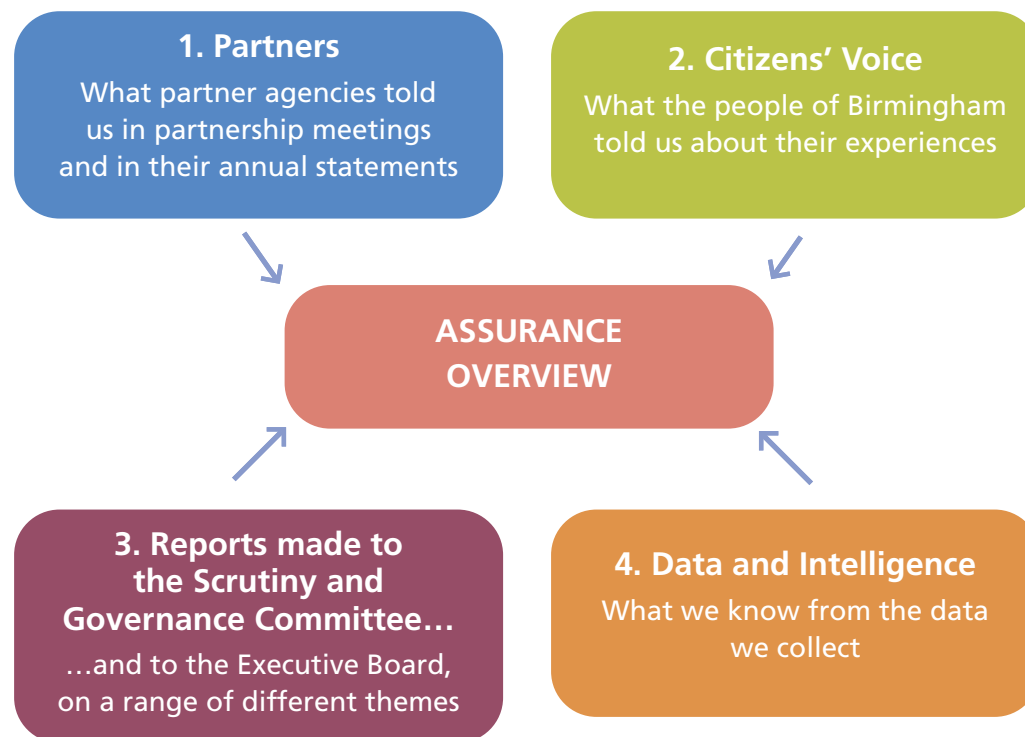 1. Partners
What partner agencies told
us in partnership meetings
and in their annual statements
2. Citizens’ Voice
What the people of Birmingham
told us about their experiences
ASSURANCE
OVERVIEW
3. Reports made to
the Scrutiny and
Governance Committee…
…and to the Executive Board,
on a range of different themes
4. Data and Intelligence
What we know from the data
we collect